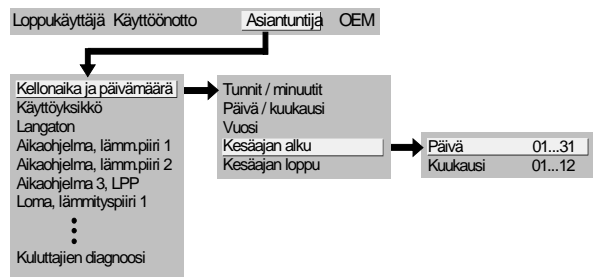 Loppukäyttäjä Käyttöönotto Asiantuntija OEM
Kellonaika ja päivämäärä
Käyttöyksikkö
Langaton
Aikaohjelma, lämm.piiri 1
Aikaohjelma, lämm.piiri 2
Aikaohjelma 3, LPP
Loma, lämmityspiiri 1
Kuluttajien diagnoosi
Tunnit / minuutit
Päivä / kuukausi
Vuosi
Kesäajan alku
Kesäajan loppu
Päivä 01...31
Kuukausi 01...12